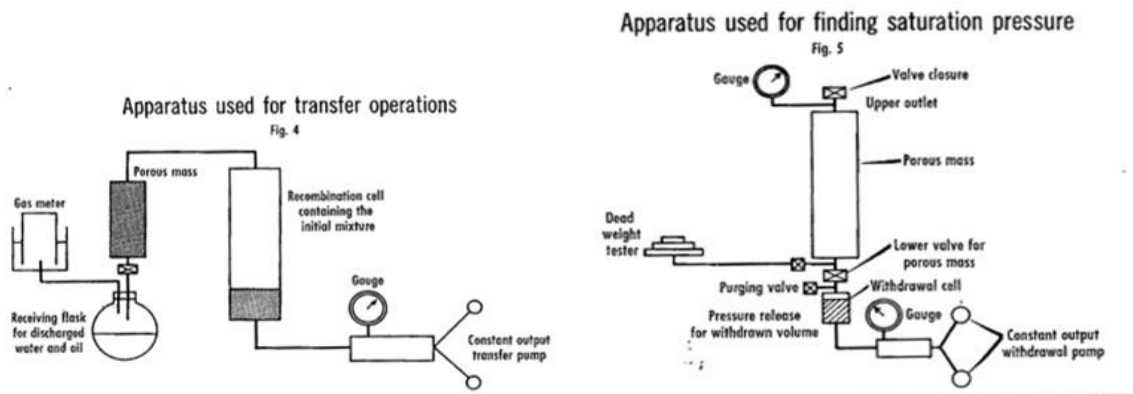 Apparatus used for transfer operations
Fig. 4
Porous mass
Gas meter
Recombination cell
containing the
initial mixture
Gauge
Receiving flask
for discharged
water and oil
Constant output
transfer pump
Apparatus used for finding saturation pressure
Fig. 5
Gauge
Valve closure
Upper outlet
Porous mass
Dead
weight
tester
Lower valve for
porous mass
Purging valve
Withdrawal cell
Pressure release
for withdrawn volume
Gauge
Constant output
withdrawal pump